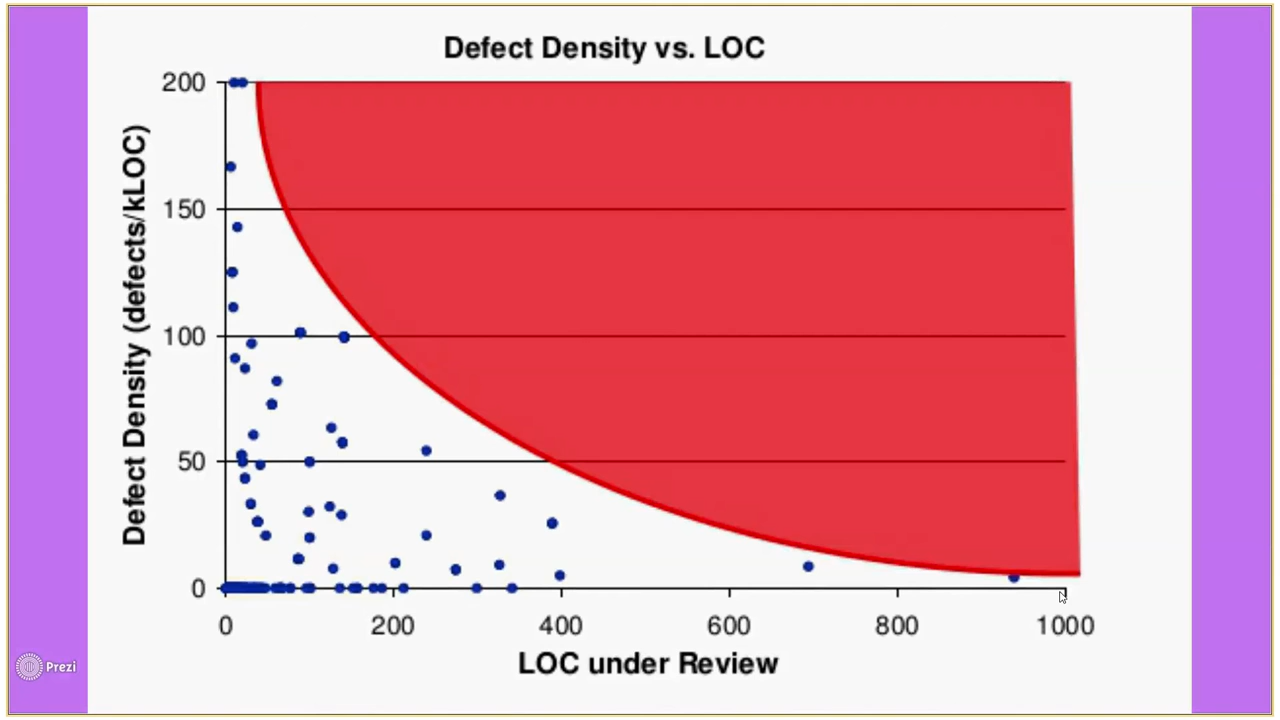 Defect Density vs. LOC
Defect Density (defects/kLOC)
200
150
100
50
0
0 200 400 600 800 1000
LOC under Review
Prezi